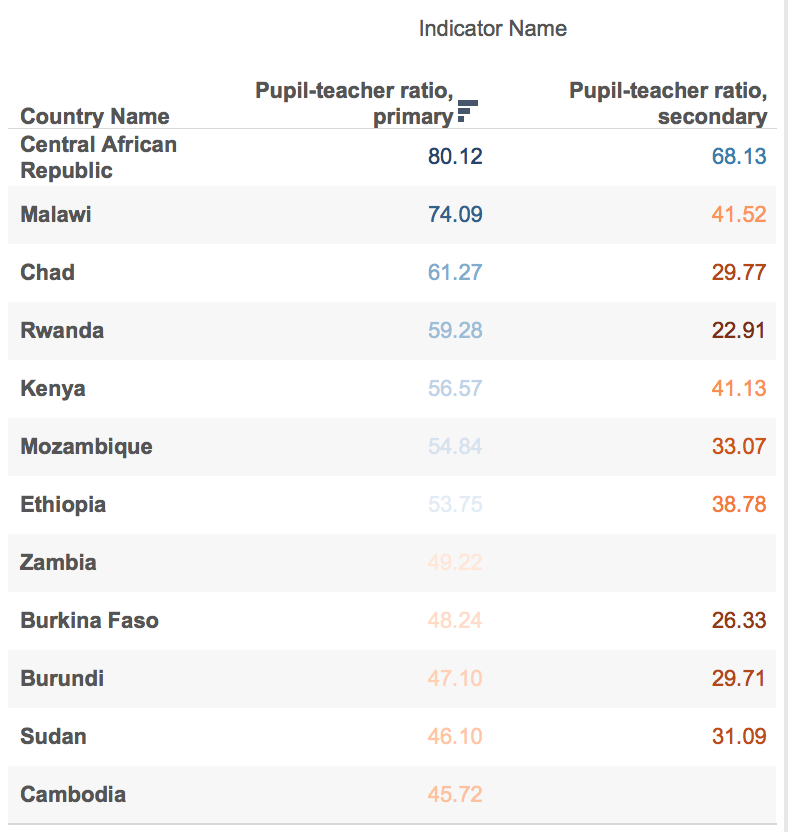 Indicator Name
Pupil-teacher ratio, Pupil-teacher ratio,
Country Name primary secondary
Central African
Republic 80.12 68.13
Malawi 74.09 41.52
Chad 61.27 29.77
Rwanda 59.28 22.91
Kenya 56.57 41.13
Mozambique 54.84 33.07
Ethiopia 53.75 38.78
Zambia 49.22
Burkina Faso 48.24 26.33
Burundi 47.10 29.71
Sudan 46.10 31.09
Cambodia 45.72